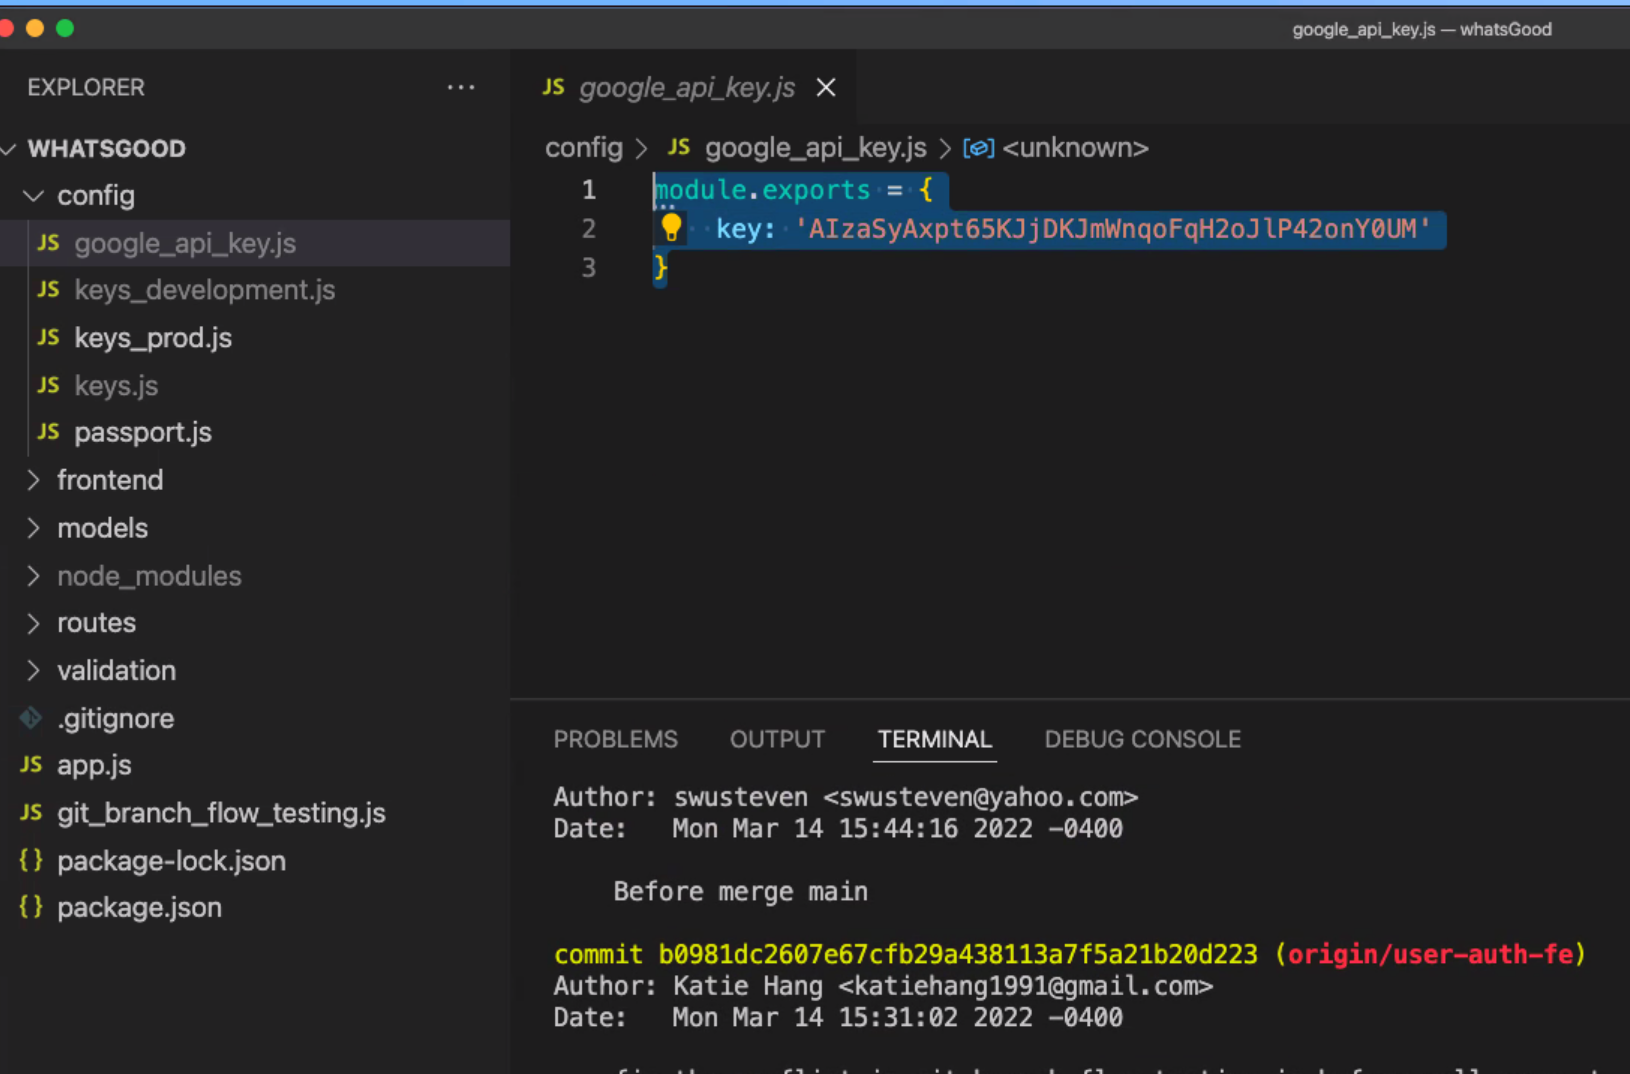 google_api_key.js — whatsGood
EXPLORER
WHATSGOOD
config
JS google_api_key.js
JS keys_development.js
JS keys_prod.js
JS keys.js
JS passport.js
frontend
models
node_modules
routes
validation
.gitignore
JS app.js
JS git_branch_flow_testing.js
{} package-lock.json
{} package.json
JS google_api_key.js
config > JS google_api_key.js > <unknown>
1 module.exports = {
2 key: 'AIzaSyAxpt65KJjDKJmWnqoFqH2oJlP42onY0UM'
3 }
PROBLEMS OUTPUT TERMINAL DEBUG CONSOLE
Author: swusteven <swusteven@yahoo.com>
Date: Mon Mar 14 15:44:16 2022 -0400
Before merge main
commit b0981dc2607e67cfb29a438113a7f5a21b20d223 (origin/user-auth-fe)
Author: Katie Hang <katiehang1991@gmail.com>
Date: Mon Mar 14 15:31:02 2022 -0400